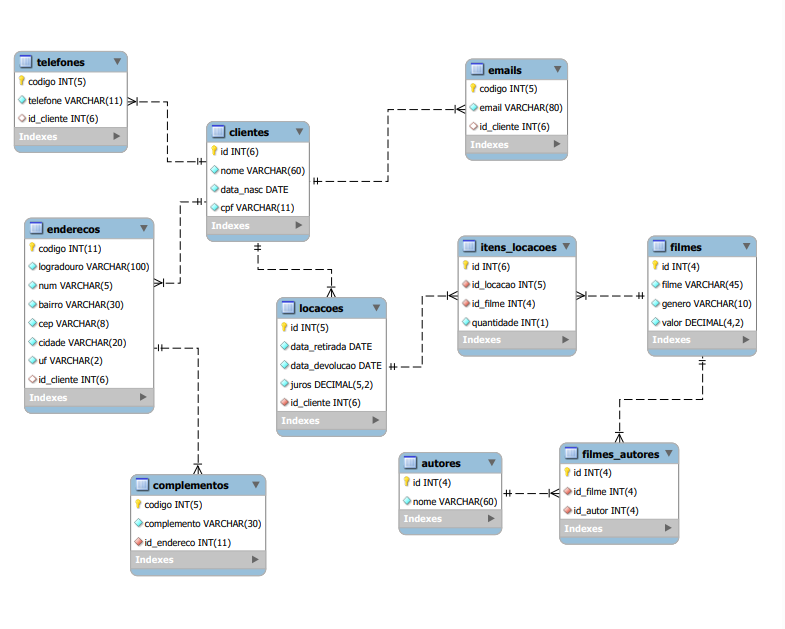 telefones
codigo INT(5)
telefone VARCHAR(11)
id_cliente INT(6)
Indexes
emails
codigo INT(5)
email VARCHAR(80)
id_cliente INT(6)
Indexes
clientes
id INT(6)
nome VARCHAR(60)
data_nasc DATE
cpf VARCHAR(11)
Indexes
enderecos
codigo INT(11)
logradouro VARCHAR(100)
num VARCHAR(5)
bairro VARCHAR(30)
cep VARCHAR(8)
cidade VARCHAR(20)
uf VARCHAR(2)
id_cliente INT(6)
Indexes
itens_locacoes
id INT(6)
id_locacao INT(5)
id_filme INT(4)
quantidade INT(1)
Indexes
filmes
id INT(4)
filme VARCHAR(45)
genero VARCHAR(10)
valor DECIMAL(4,2)
Indexes
locacoes
id INT(5)
data_retirada DATE
data_devolucao DATE
juros DECIMAL(5,2)
id_cliente INT(6)
Indexes
autores
id INT(4)
nome VARCHAR(60)
Indexes
filmes_autores
id INT(4)
id_filme INT(4)
id_autor INT(4)
Indexes
complementos
codigo INT(5)
complemento VARCHAR(30)
id_endereco INT(11)
Indexes